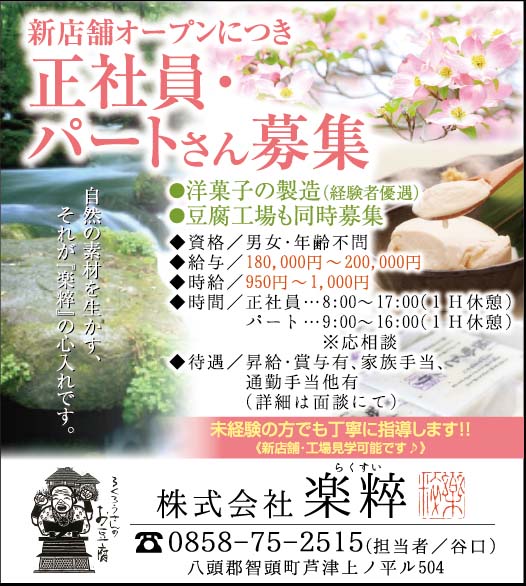 新店舗オープンにつき
正社員・
パートさん募集
●洋菓子の製造(経験者優遇)
●豆腐工場も同時募集
◆資格／男女・年齢不問
◆給与／180,000円〜200,000円
◆時給／950円〜1,000円
◆時間／正社員…8:00〜17:00(１Ｈ休憩)
パート…9:00〜16:00(１Ｈ休憩)
※応相談
◆待遇／昇給・賞与有、家族手当、
通勤手当他有
(詳細は面談にて)
自然の素材を生かす、
それが『楽粋』の心入れです。
未経験の方でも丁寧に指導します!!
《新店舗・工場見学可能です♪》
ろくろうさんの
お豆腐
らくすい
株式会社 楽粋
☎0858-75-2515(担当者／谷口)
八頭郡智頭町芦津上ノ平ル504